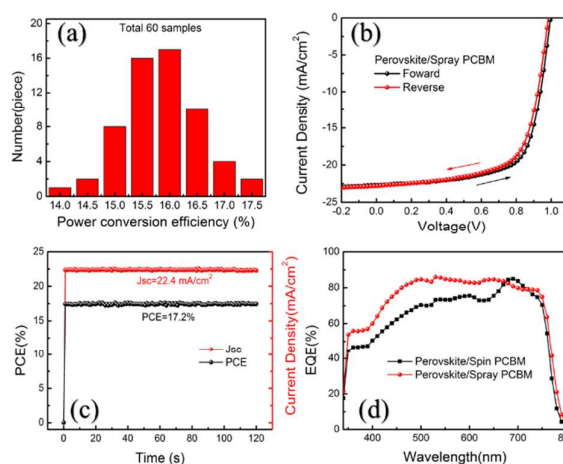 (a)
Total 60 samples
Number(piece)
20
16
12
8
4
0
14.0 14.5 15.0 15.5 16.0 16.5 17.0 17.5
Power conversion efficiency (%)
(b)
Perovskite/Spray PCBM
Foward
Reverse
Current Density (mA/cm²)
0
-5
-10
-15
-20
-25
-0.2 0.0 0.2 0.4 0.6 0.8 1.0
Voltage(V)
25
20
15
10
5
0
PCE(%)
Jsc=22.4 mA/cm²
PCE=17.2%
Jsc
PCE
(c)
Current Density(mA/cm²)
0 20 40 60 80 100 120
Time (s)
100
80
60
40
20
0
EQE(%)
Perovskite/Spin PCBM
Perovskite/Spray PCBM
(d)
400 500 600 700
Wavelength(nm)